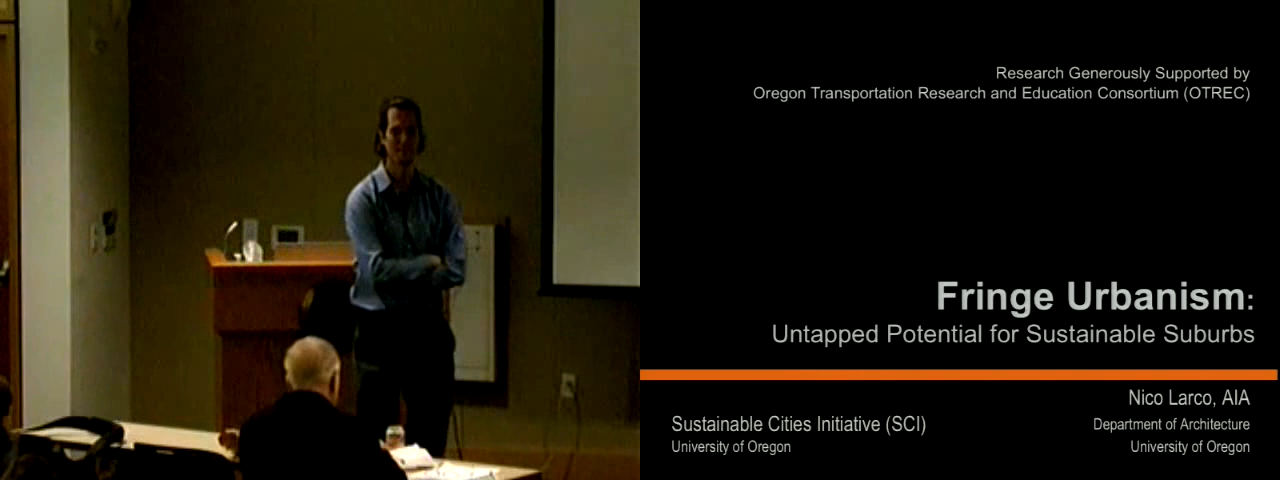 Research Generously Supported by
Oregon Transportation Research and Education Consortium (OTREC)
Fringe Urbanism:
Untapped Potential for Sustainable Suburbs
Nico Larco, AIA
Sustainable Cities Initiative (SCI)
Department of Architecture
University of Oregon
University of Oregon